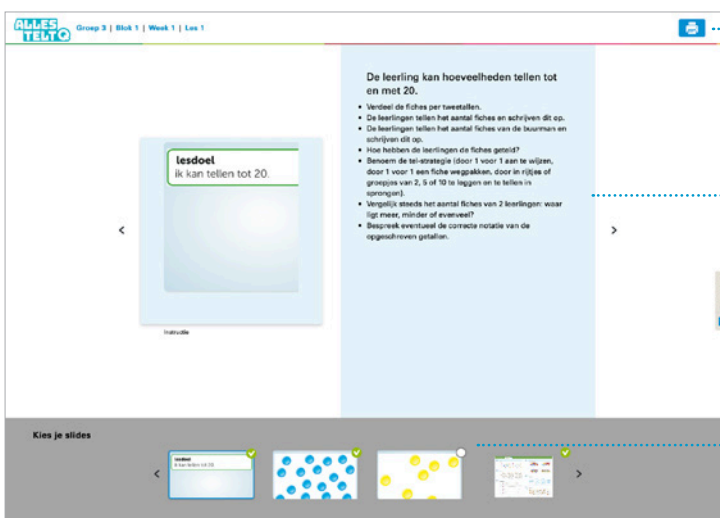 ALLES TELT Q
Groep 3 | Blok 1 | Week 1 | Les 1
De leerling kan hoeveelheden tellen tot
en met 20.
• Verdeel de fiches per tweetallen.
• De leerlingen tellen het aantal fiches en schrijven dit op.
• De leerlingen tellen het aantal fiches van de buurman en
schrijven dit op.
• Hoe hebben de leerlingen de fiches geteld?
• Benoem de tel-strategie (door 1 voor 1 aan te wijzen,
door 1 voor 1 een fiche wegpakken, door in rijtjes of
groepjes van 2, 5 of 10 te leggen en te tellen in
sprongen).
• Vergelijk steeds het aantal fiches van 2 leerlingen: waar
ligt meer, minder of evenveel?
• Bespreek eventueel de correcte notatie van de
opgeschreven getallen.
lesdoel
ik kan tellen tot 20.
Instructie
Kies je slides
lesdoel
ik kan tellen tot 20.